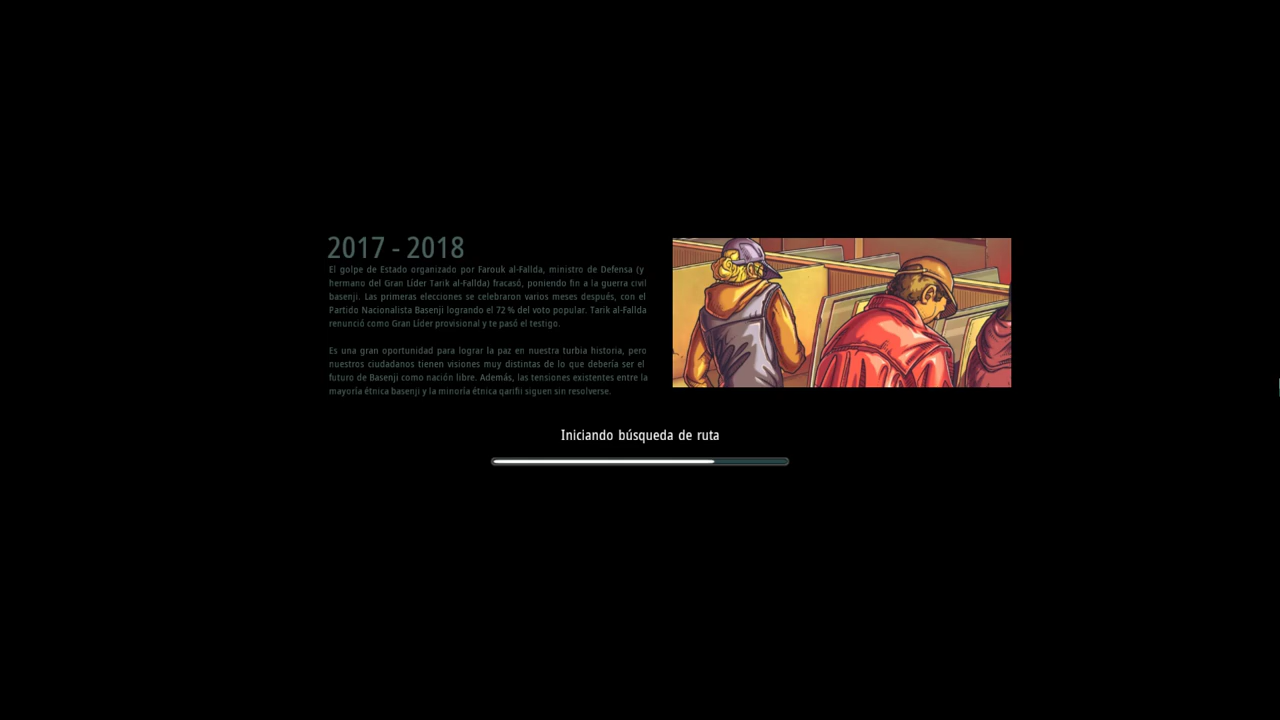 2017 - 2018
El golpe de Estado organizado por Farouk al-Fallda, ministro de Defensa (y
hermano del Gran Líder Tarik al-Fallda) fracasó, poniendo fin a la guerra civil
basenji. Las primeras elecciones se celebraron varios meses después, con el
Partido Nacionalista Basenji logrando el 72 % del voto popular. Tarik al-Fallda
renunció como Gran Líder provisional y te pasó el testigo.
Es una gran oportunidad para lograr la paz en nuestra turbia historia, pero
nuestros ciudadanos tienen visiones muy distintas de lo que debería ser el
futuro de Basenji como nación libre. Además, las tensiones existentes entre la
mayoría étnica basenji y la minoría étnica qarifii siguen sin resolverse.
Iniciando búsqueda de ruta